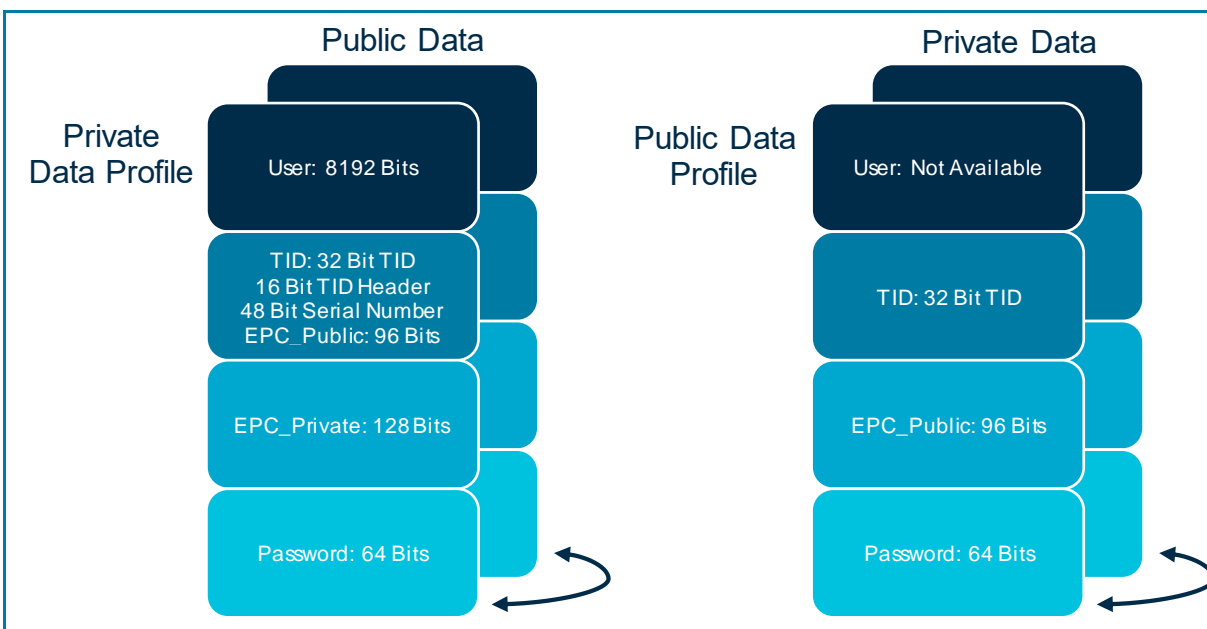 Public Data
Private
Data Profile
User: 8192 Bits
TID: 32 Bit TID
16 Bit TID Header
48 Bit Serial Number
EPC_Public: 96 Bits
EPC_Private: 128 Bits
Password: 64 Bits
Private Data
Public Data
Profile
User: Not Available
TID: 32 Bit TID
EPC_Public: 96 Bits
Password: 64 Bits